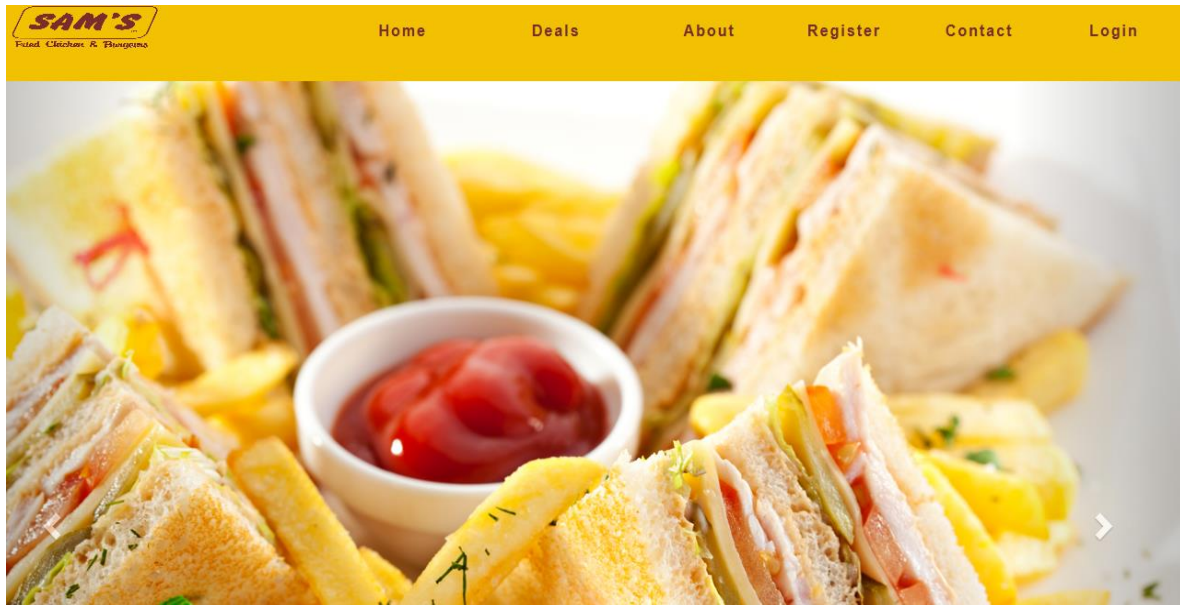 SAM'S
Fried Chicken & Burgers
Home Deals About Register Contact Login